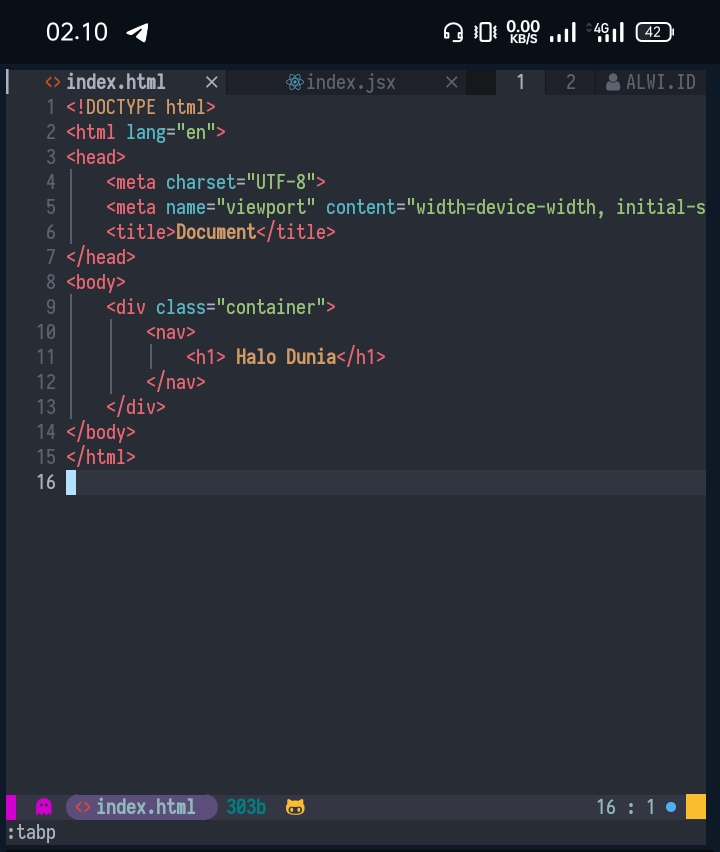 02.10 0.00 KB/S 4G 42
index.html × index.jsx × 1 2 ALWI.ID
1 <!DOCTYPE html>
2 <html lang="en">
3 <head>
4     <meta charset="UTF-8">
5     <meta name="viewport" content="width=device-width, initial-s
6     <title>Document</title>
7 </head>
8 <body>
9     <div class="container">
10         <nav>
11             <h1> Halo Dunia</h1>
12         </nav>
13     </div>
14 </body>
15 </html>
16
index.html 303b 16 : 1
:tabp